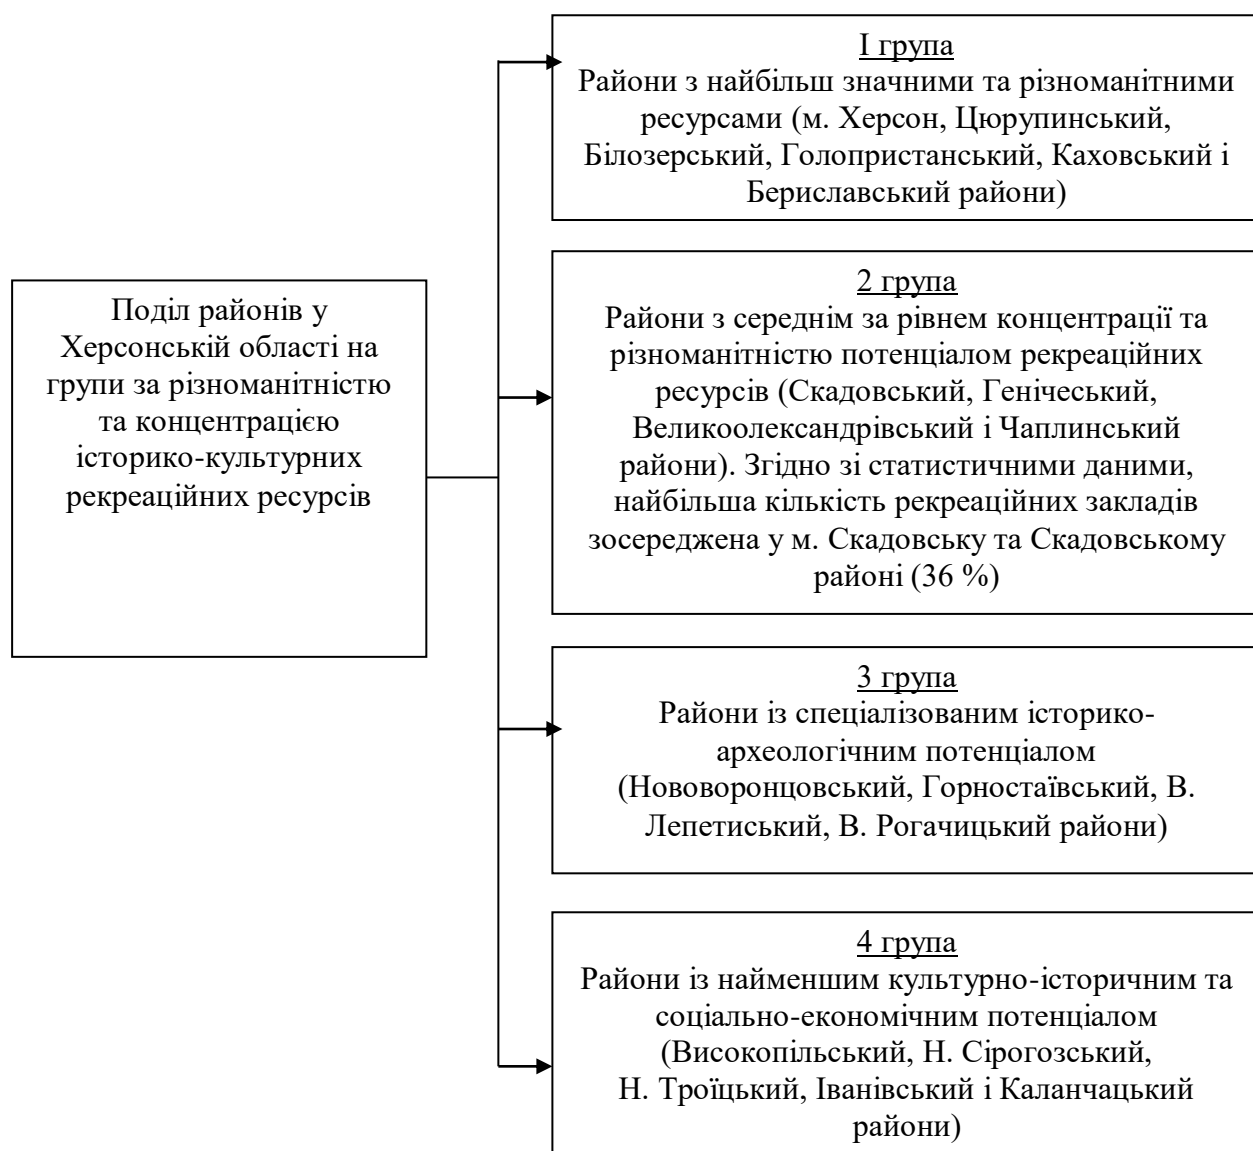 Поділ районів у
Херсонській області на
групи за різноманітністю
та концентрацією
історико-культурних
рекреаційних ресурсів
І група
Райони з найбільш значними та різноманітними
ресурсами (м. Херсон, Цюрупинський,
Білозерський, Голопристанський, Каховський і
Бериславський райони)
2 група
Райони з середнім за рівнем концентрації та
різноманітністю потенціалом рекреаційних
ресурсів (Скадовський, Генічеський,
Великоолександрівський і Чаплинський
райони). Згідно зі статистичними даними,
найбільша кількість рекреаційних закладів
зосереджена у м. Скадовську та Скадовському
районі (36 %)
3 група
Райони із спеціалізованим історико-
археологічним потенціалом
(Нововоронцовський, Горностаївський, В.
Лепетиський, В. Рогачицький райони)
4 група
Райони із найменшим культурно-історичним та
соціально-економічним потенціалом
(Високопільський, Н. Сірогозський,
Н. Троїцький, Іванівський і Каланчацький
райони)